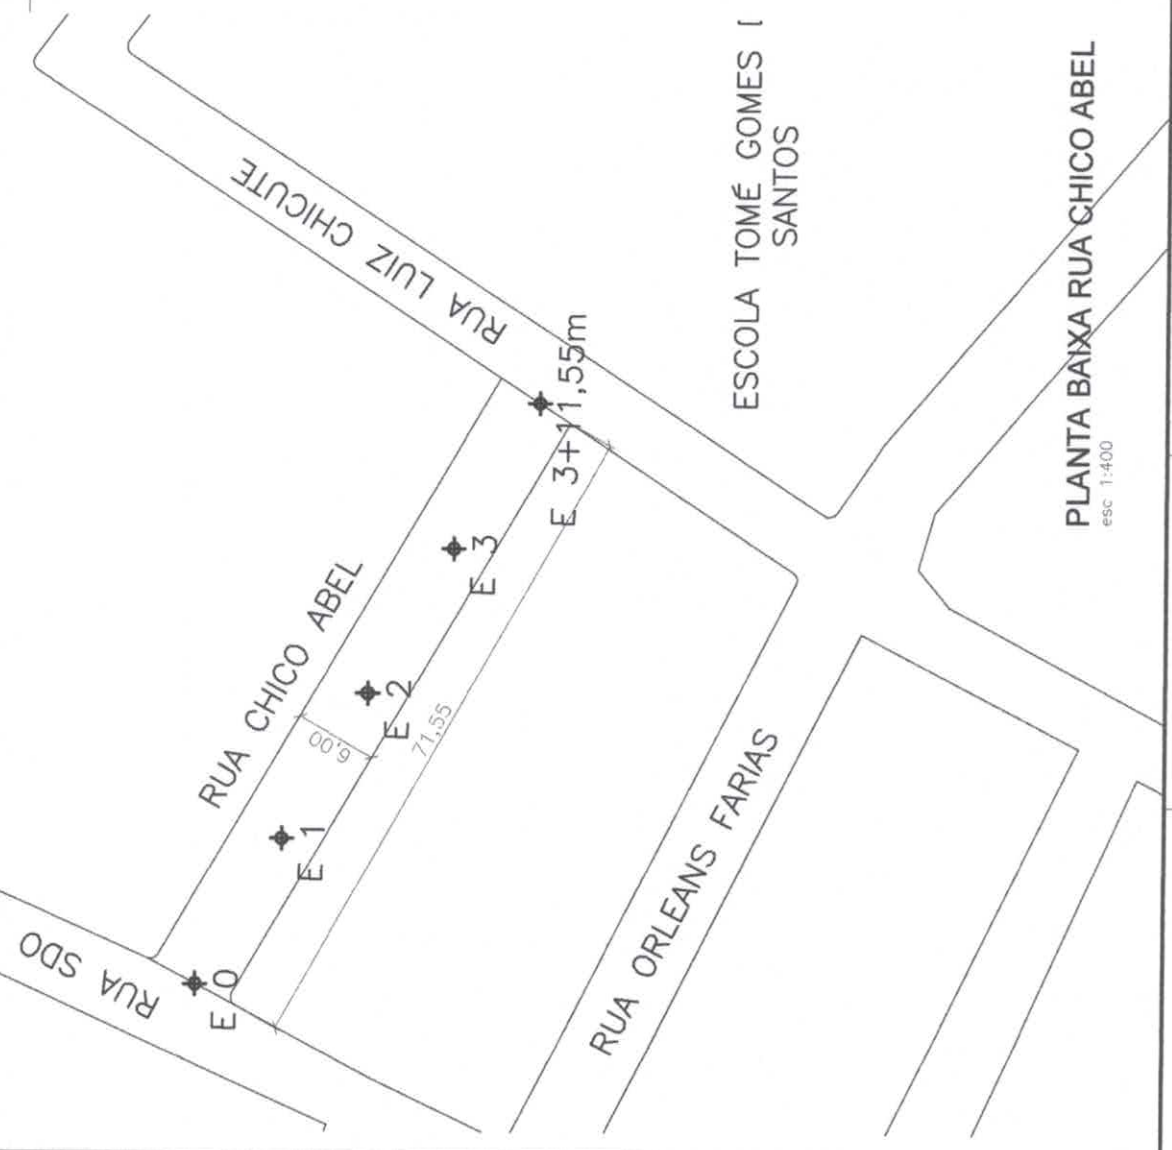 RUA LUIZ CHICUTE
RUA CHICO ABEL
RUA SDO
E 0
E 1
E 2
E 3
E 3+11,55m
6,00
71,55
RUA ORLEANS FARIAS
ESCOLA TOMÉ GOMES
SANTOS
PLANTA BAIXA RUA CHICO ABEL
esc 1:400